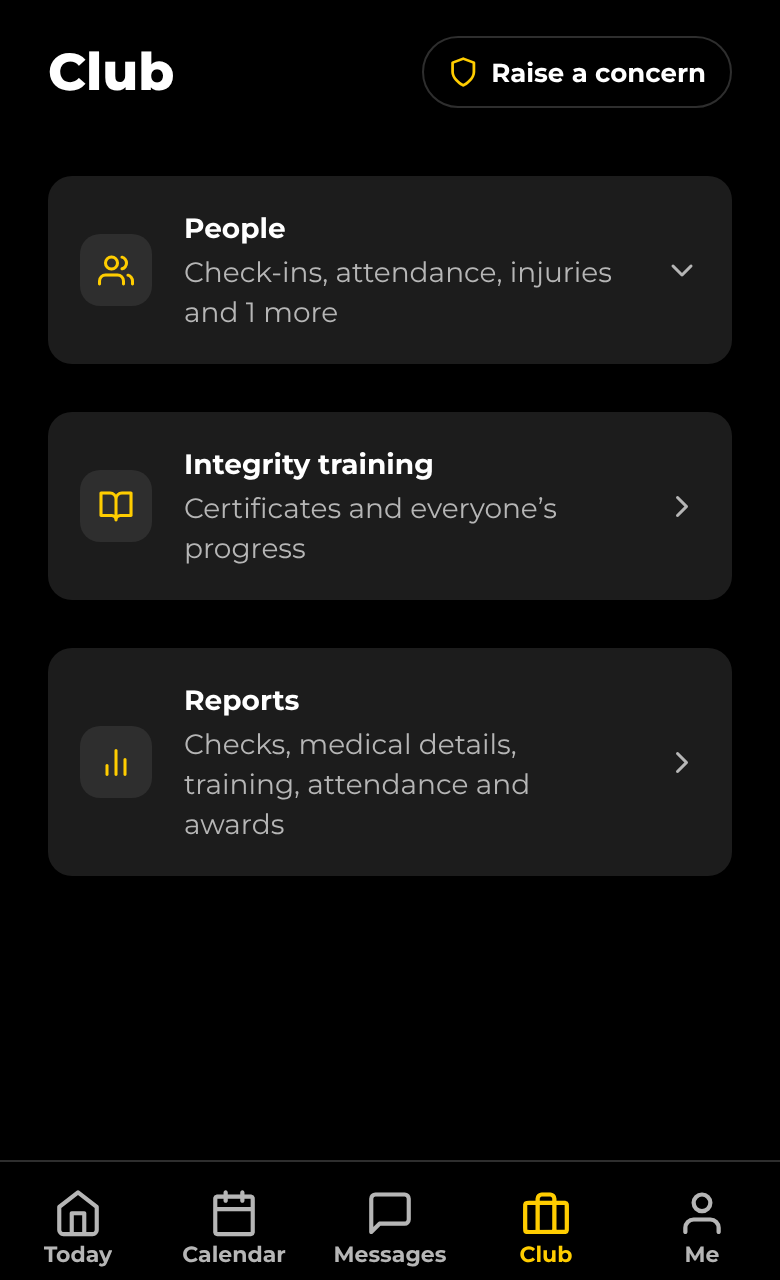 Club
Raise a concern
People
Check-ins, attendance, injuries
and 1 more
Integrity training
Certificates and everyone’s
progress
Reports
Checks, medical details,
training, attendance and
awards
Today
Calendar
Messages
Club
Me